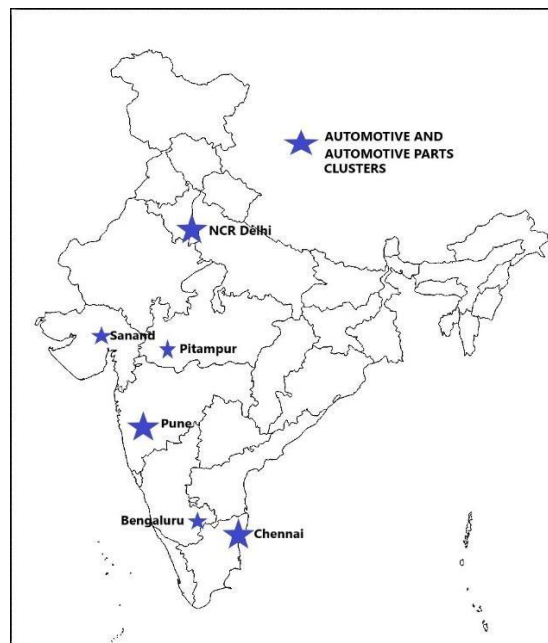 AUTOMOTIVE AND
AUTOMOTIVE PARTS
CLUSTERS
NCR Delhi
Sanand
Pitampur
Pune
Bengaluru
Chennai